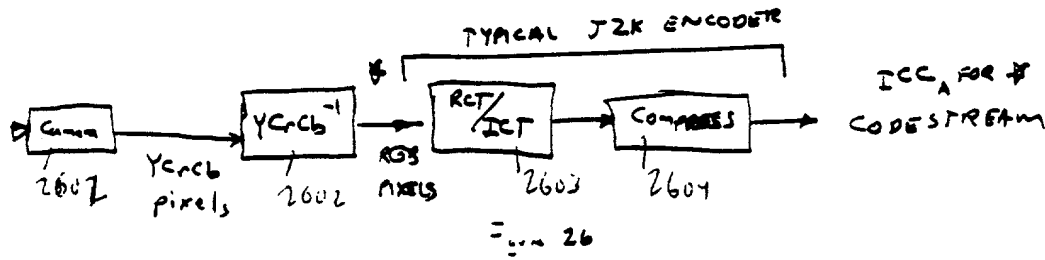 TYPICAL J2K ENCODER
*
ICC_A FOR *
CODESTREAM
Camera
YCrCb⁻¹
RCT/
ICT
COMPRESS
YCrCb
pixels
RGB
PIXELS
2601
2602
2603
2604
Figure 26